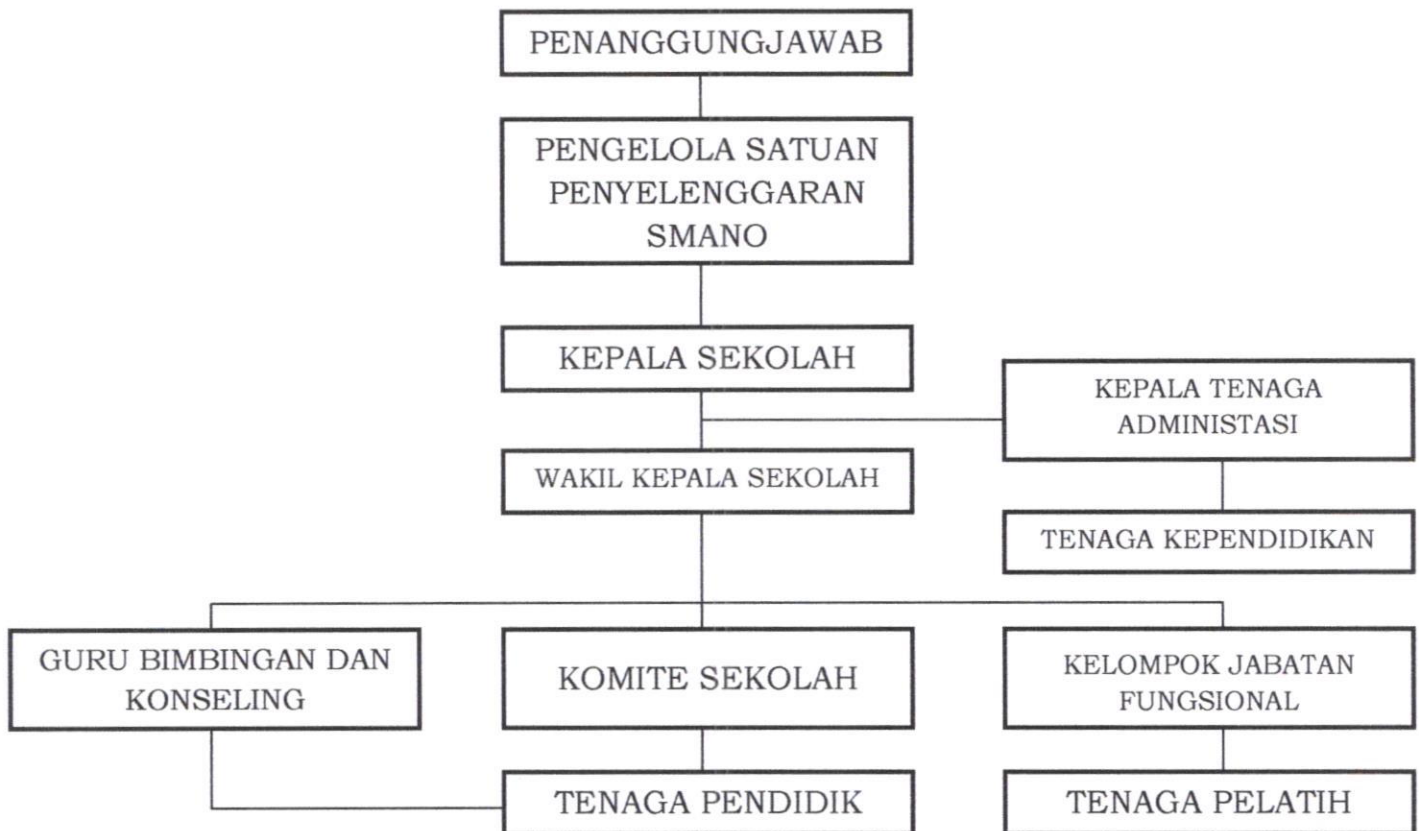 PENANGGUNGJAWAB
PENGELOLA SATUAN
PENYELENGGARAN
SMANO
KEPALA SEKOLAH
KEPALA TENAGA
ADMINISTASI
WAKIL KEPALA SEKOLAH
TENAGA KEPENDIDIKAN
GURU BIMBINGAN DAN
KONSELING
KOMITE SEKOLAH
KELOMPOK JABATAN
FUNGSIONAL
TENAGA PENDIDIK
TENAGA PELATIH